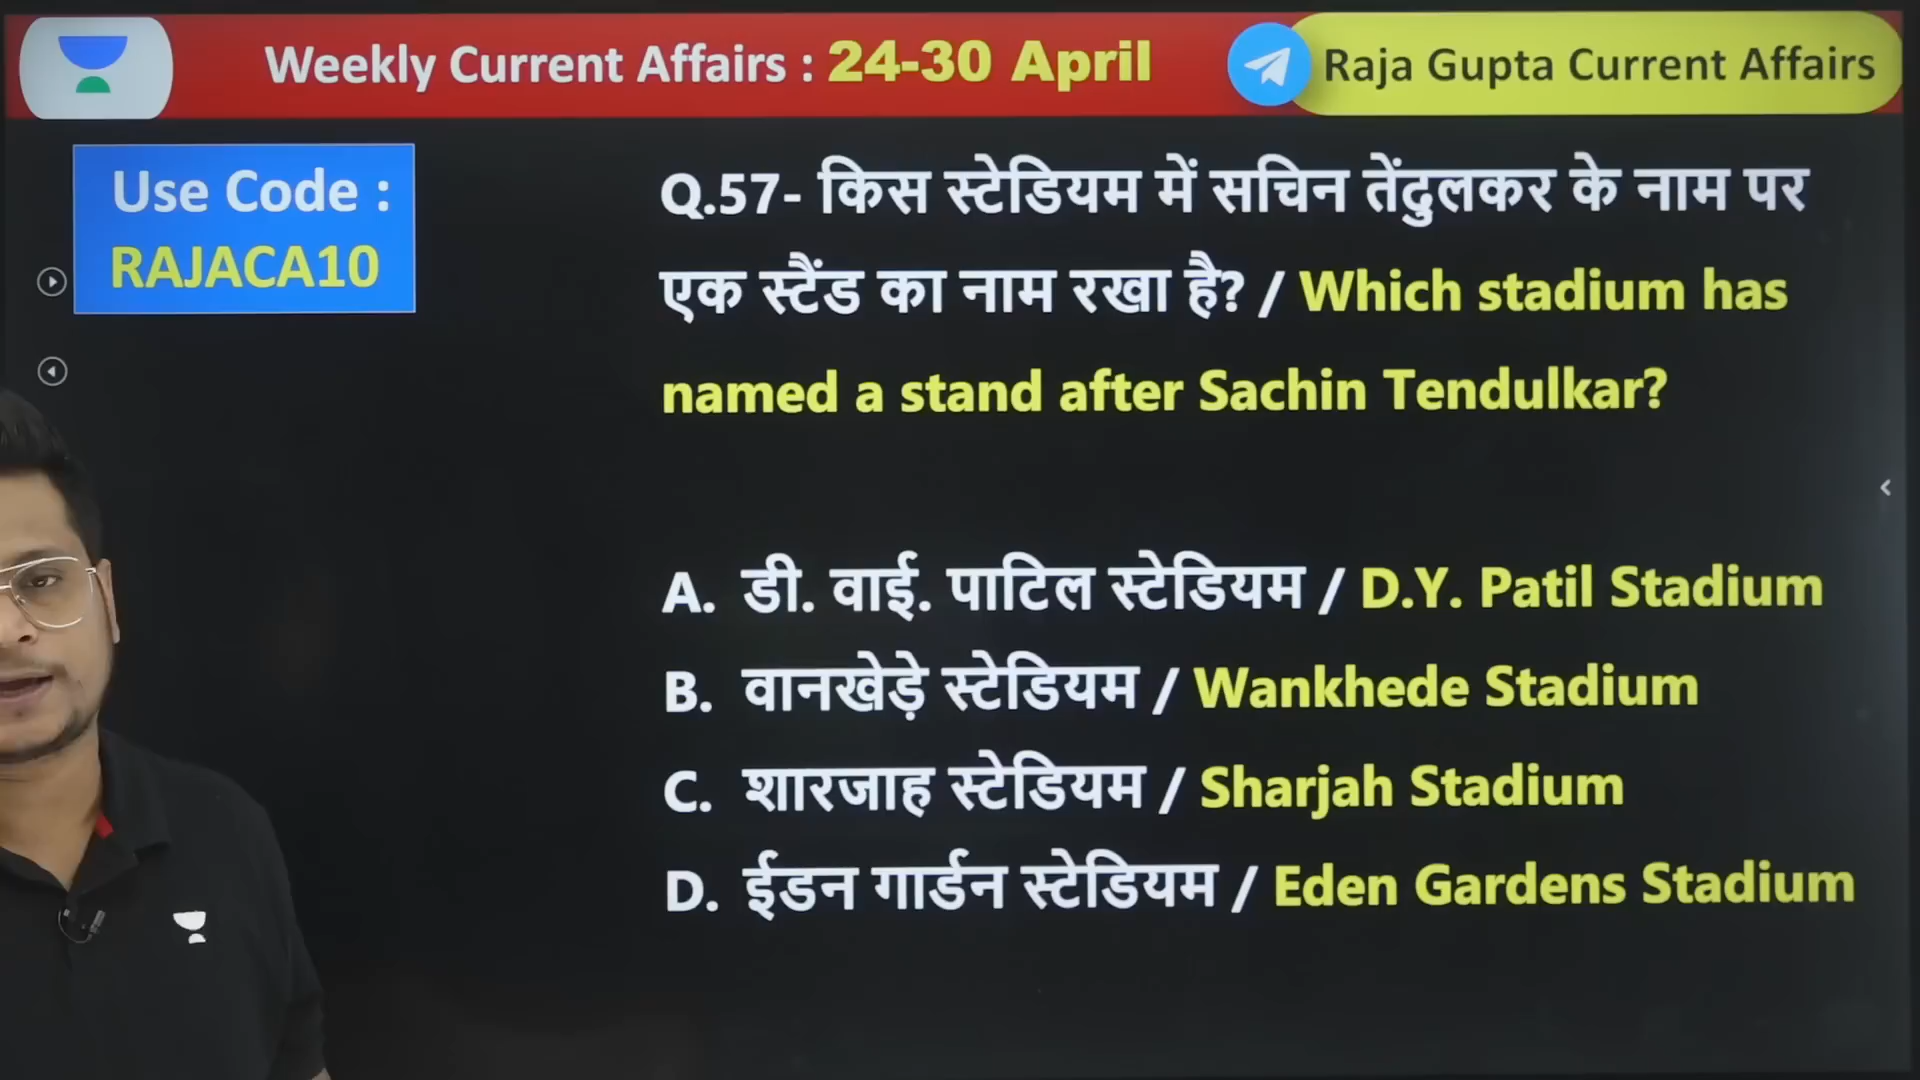 Weekly Current Affairs : 24-30 April
Raja Gupta Current Affairs
Use Code :
RAJACA10
Q.57- किस स्टेडियम में सचिन तेंदुलकर के नाम पर
एक स्टैंड का नाम रखा है? / Which stadium has
named a stand after Sachin Tendulkar?
A. डी. वाई. पाटिल स्टेडियम / D.Y. Patil Stadium
B. वानखेड़े स्टेडियम / Wankhede Stadium
C. शारजाह स्टेडियम / Sharjah Stadium
D. ईडन गार्डन स्टेडियम / Eden Gardens Stadium